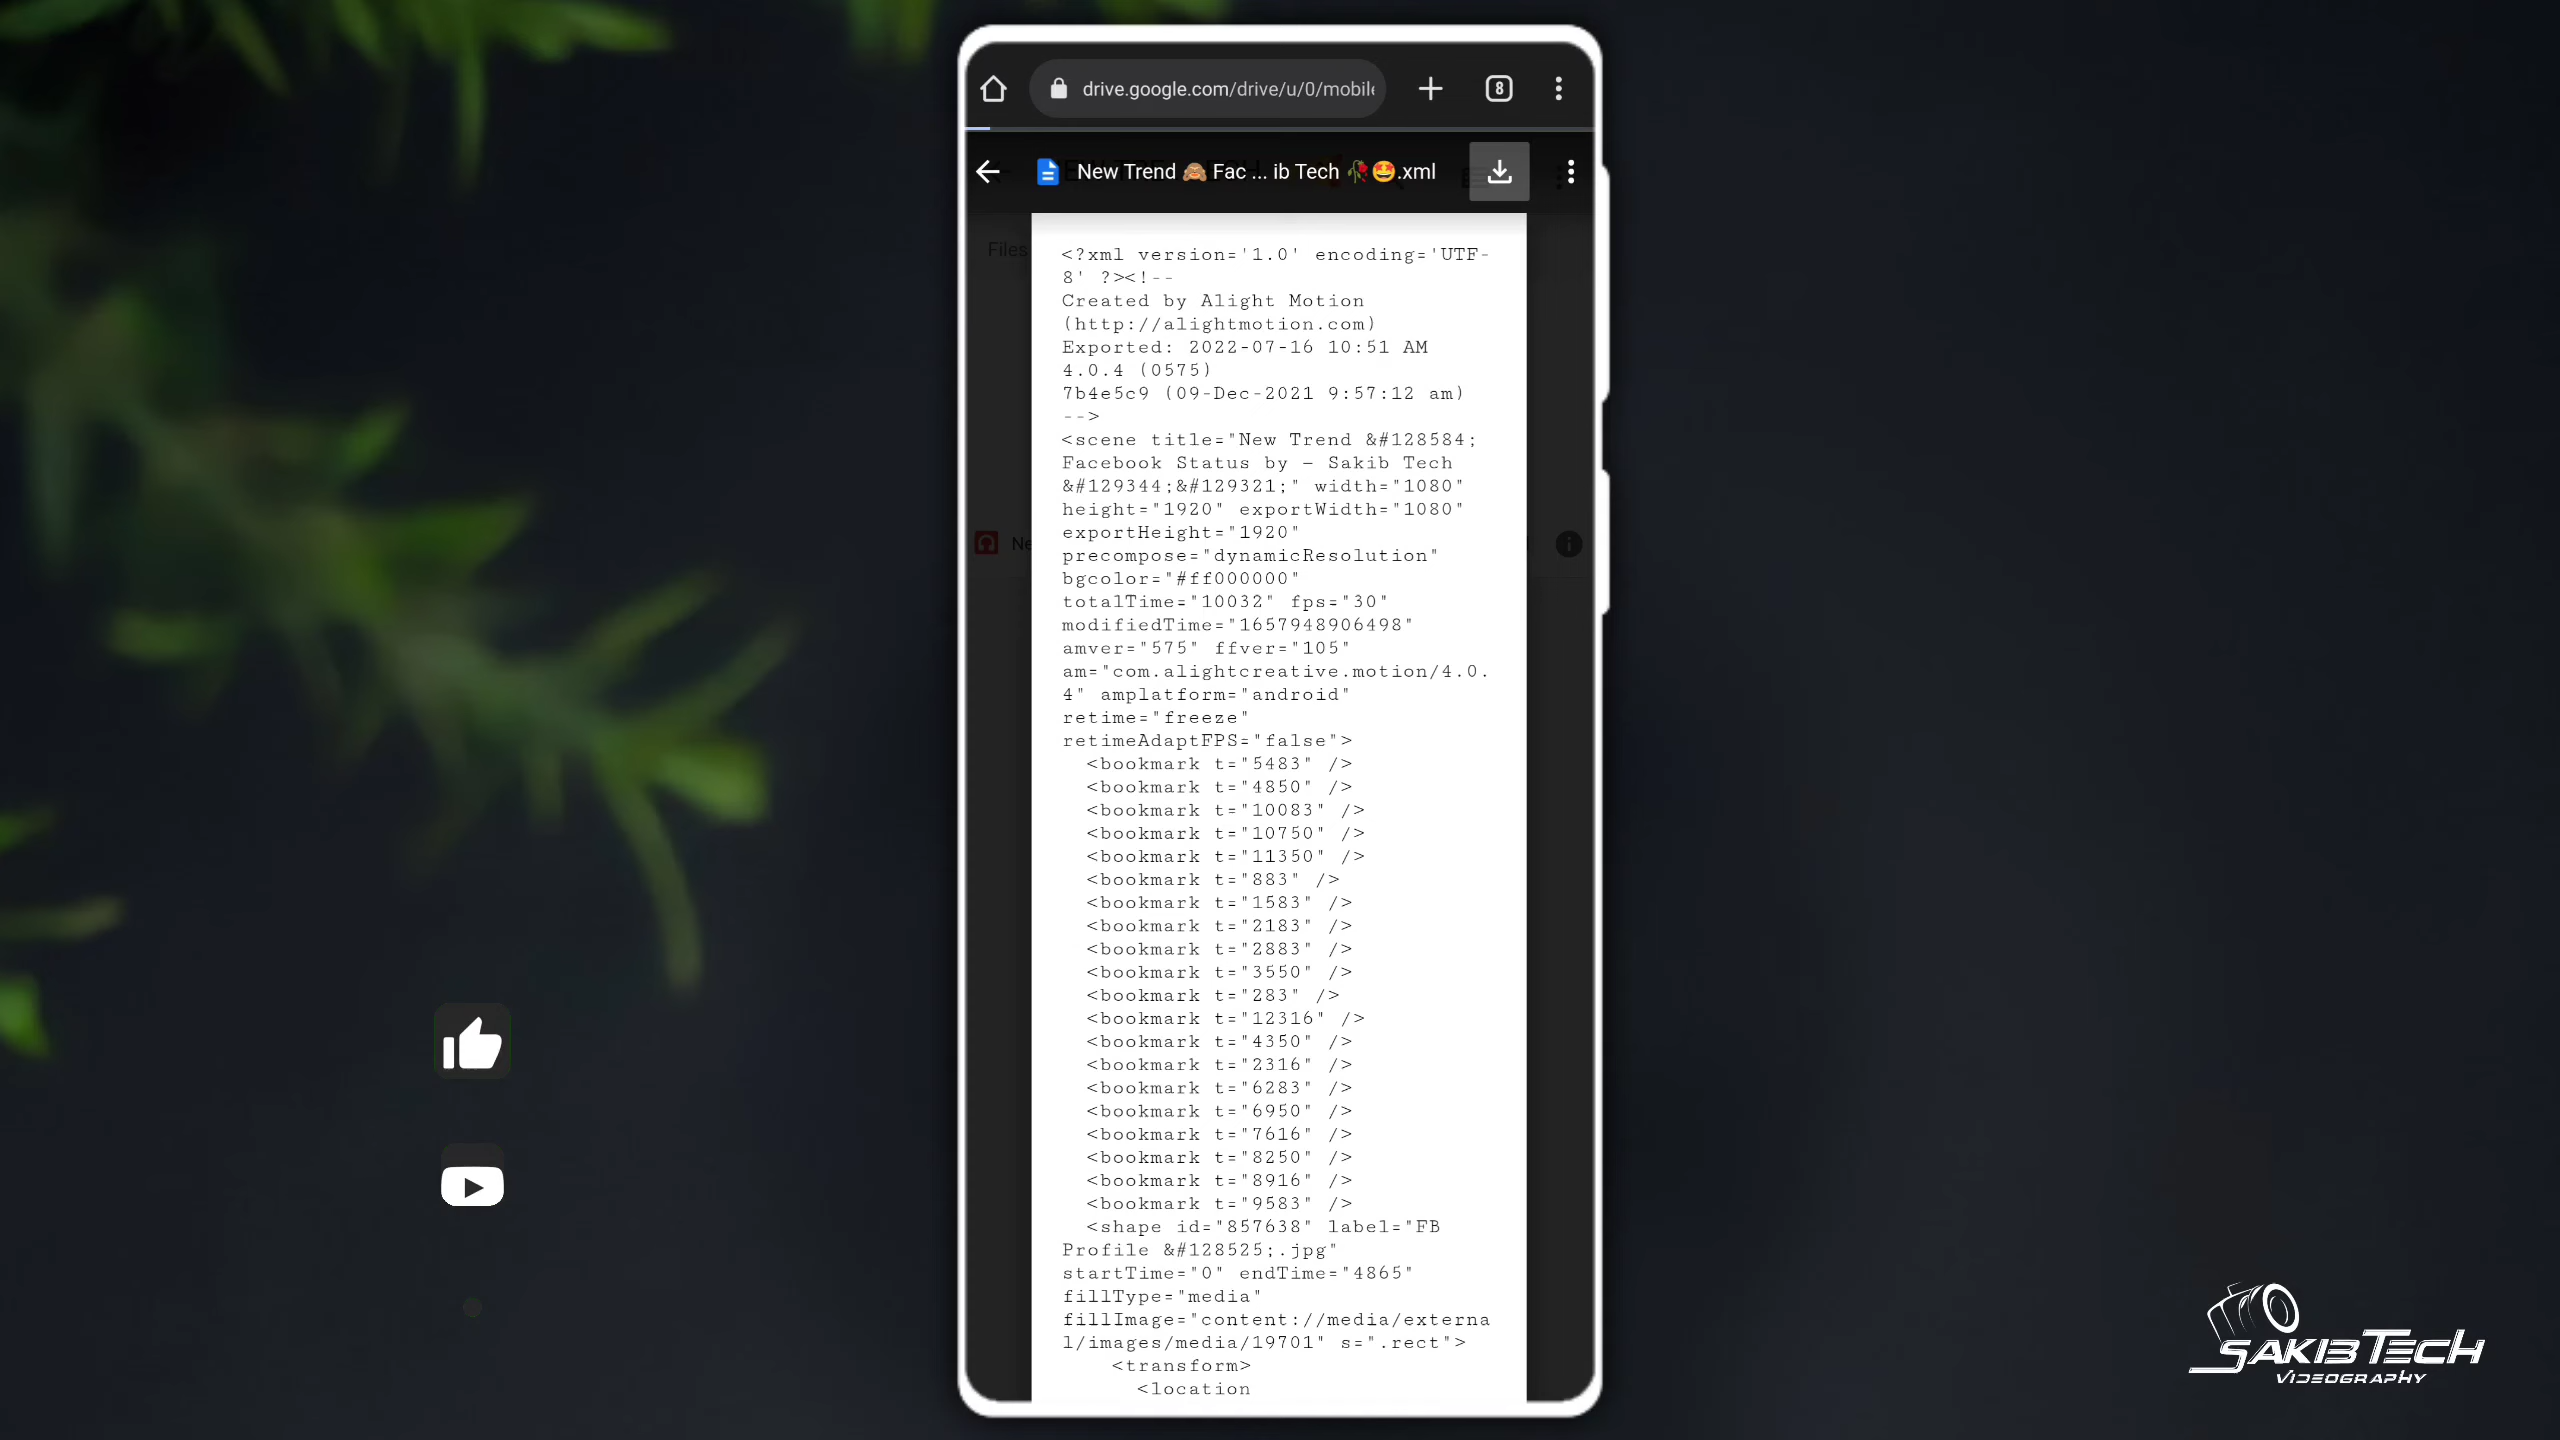 drive.google.com/drive/u/0/mobile
8
New Trend 🙈 Fac ... ib Tech 🥀🤩.xml
Files
Ne
<?xml version='1.0' encoding='UTF-
8' ?><!--
Created by Alight Motion
(http://alightmotion.com)
Exported: 2022-07-16 10:51 AM
4.0.4 (0575)
7b4e5c9 (09-Dec-2021 9:57:12 am)
-->
<scene title="New Trend &#128584;
Facebook Status by – Sakib Tech
&#129344;&#129321;" width="1080"
height="1920" exportWidth="1080"
exportHeight="1920"
precompose="dynamicResolution"
bgcolor="#ff000000"
totalTime="10032" fps="30"
modifiedTime="1657948906498"
amver="575" ffver="105"
am="com.alightcreative.motion/4.0.
4" amplatform="android"
retime="freeze"
retimeAdaptFPS="false">
<bookmark t="5483" />
<bookmark t="4850" />
<bookmark t="10083" />
<bookmark t="10750" />
<bookmark t="11350" />
<bookmark t="883" />
<bookmark t="1583" />
<bookmark t="2183" />
<bookmark t="2883" />
<bookmark t="3550" />
<bookmark t="283" />
<bookmark t="12316" />
<bookmark t="4350" />
<bookmark t="2316" />
<bookmark t="6283" />
<bookmark t="6950" />
<bookmark t="7616" />
<bookmark t="8250" />
<bookmark t="8916" />
<bookmark t="9583" />
<shape id="857638" label="FB
Profile &#128525;.jpg"
startTime="0" endTime="4865"
fillType="media"
fillImage="content://media/externa
l/images/media/19701" s=".rect">
<transform>
<location
SAKIB TECH
VIDEOGRAPHY